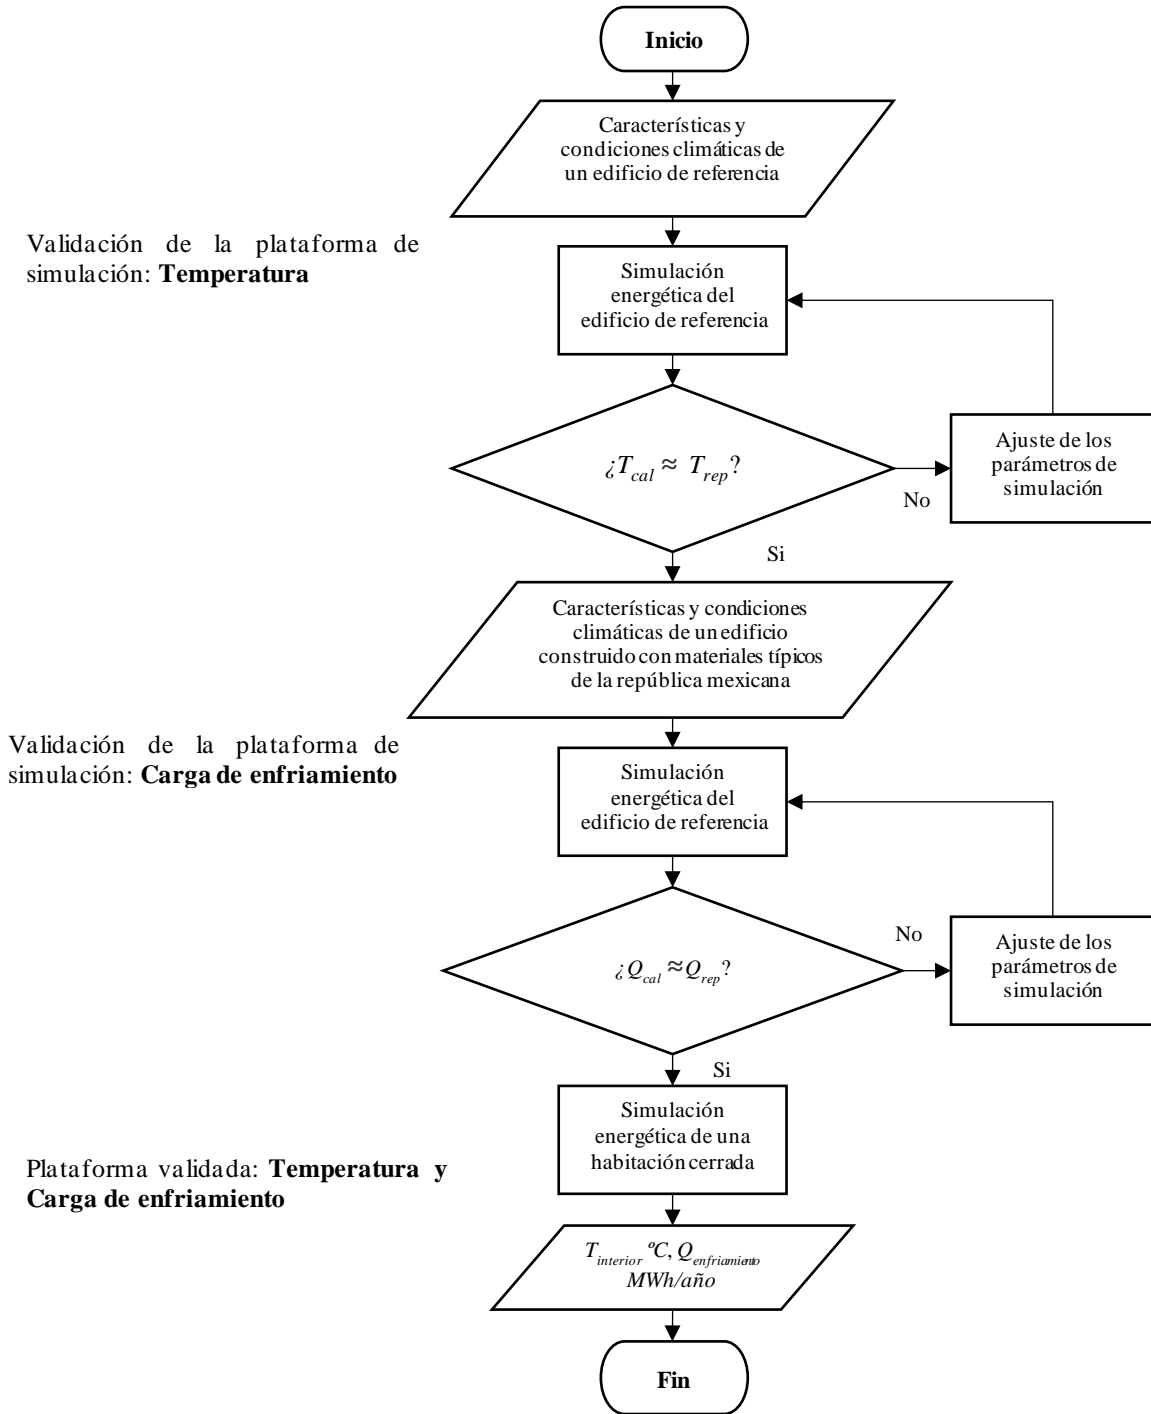 Inicio
Características y
condiciones climáticas de
un edificio de referencia
Validación de la plataforma de
simulación: Temperatura
Simulación
energética del
edificio de referencia
¿T_cal ≈ T_rep?
No
Ajuste de los
parámetros de
simulación
Si
Características y condiciones
climáticas de un edificio
construido con materiales típicos
de la república mexicana
Validación de la plataforma de
simulación: Carga de enfriamiento
Simulación
energética del
edificio de referencia
¿Q_cal ≈ Q_rep?
No
Ajuste de los
parámetros de
simulación
Si
Simulación
energética de una
habitación cerrada
Plataforma validada: Temperatura y
Carga de enfriamiento
T_interior ºC, Q_enfriamiento
MWh/año
Fin